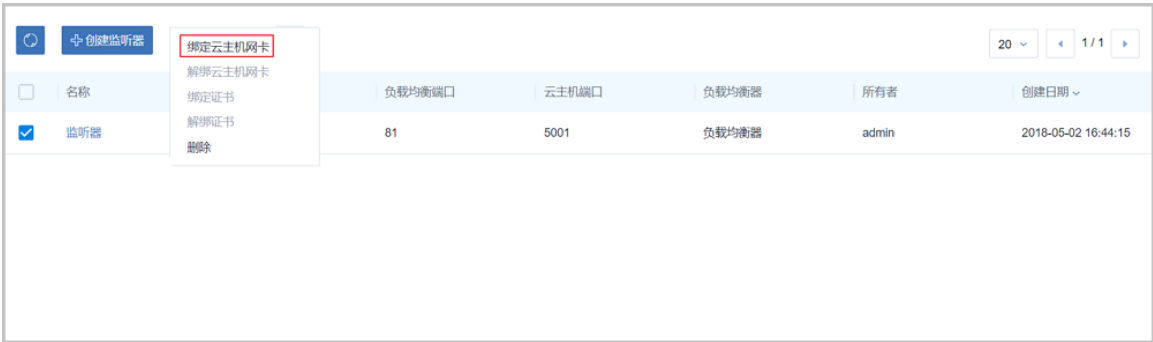 创建监听器
20
1 / 1
绑定云主机网卡
解绑云主机网卡
绑定证书
解绑证书
删除
名称 负载均衡端口 云主机端口 负载均衡器 所有者 创建日期
监听器 81 5001 负载均衡器 admin 2018-05-02 16:44:15